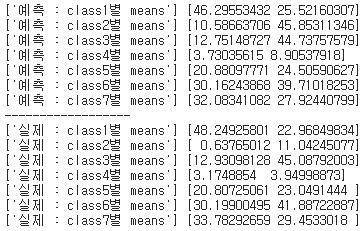 ['예측 : class1별 means'] [46.29553432 25.52160307]
['예측 : class2별 means'] [10.58663706 45.85311346]
['예측 : class3별 means'] [12.75148727 44.73757579]
['예측 : class4별 means'] [3.73035615 8.90537918]
['예측 : class5별 means'] [20.88097771 24.50590627]
['예측 : class6별 means'] [30.16243868 39.71018253]
['예측 : class7별 means'] [32.08341082 27.92440799]
------------------
['실제 : class1별 means'] [48.24925801 22.96849834]
['실제 : class2별 means'] [ 0.63765012 11.04245077]
['실제 : class3별 means'] [12.93098128 45.08792003]
['실제 : class4별 means'] [3.1748854  3.94998873]
['실제 : class5별 means'] [20.80725061 23.0491444 ]
['실제 : class6별 means'] [30.19900495 41.88722887]
['실제 : class7별 means'] [33.78292659 29.4533018 ]